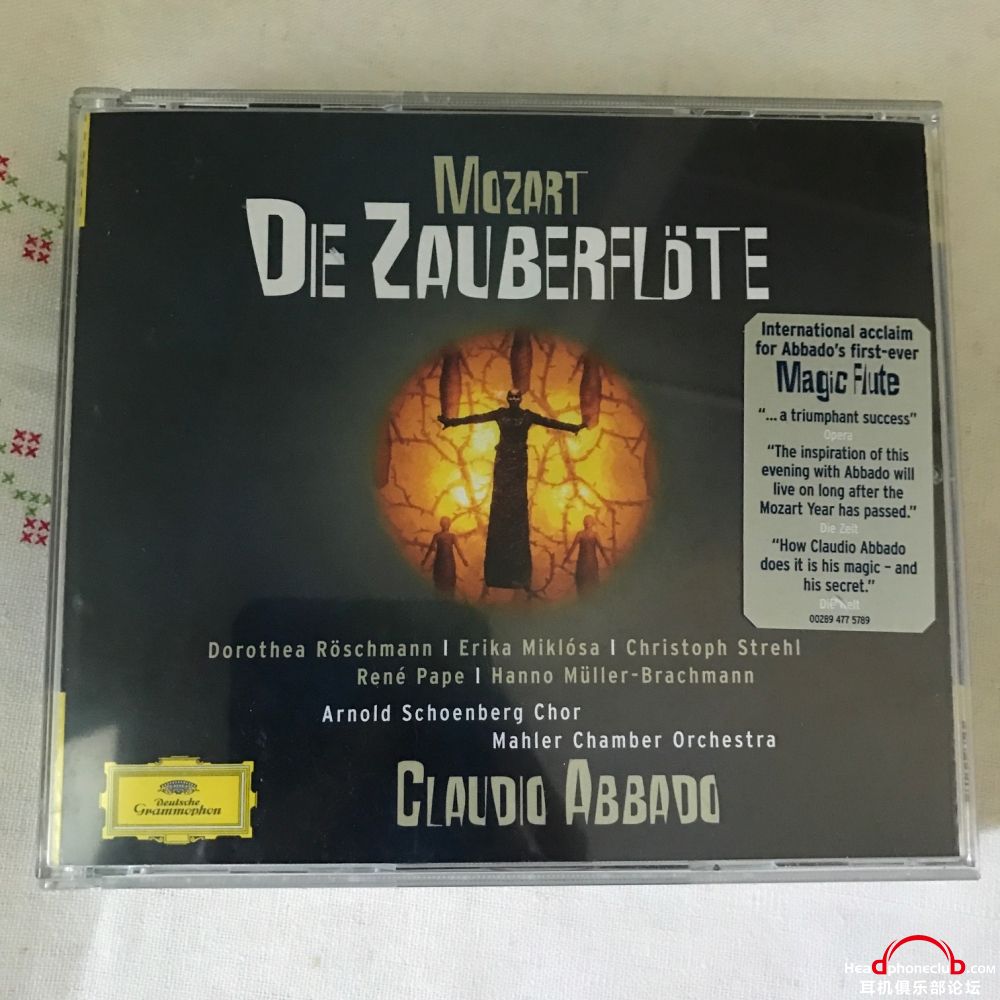 MOZART
DIE ZAUBERFLÖTE
International acclaim
for Abbado's first-ever
Magic Flute
"... a triumphant success"
Opera
"The inspiration of this
evening with Abbado will
live on long after the
Mozart Year has passed."
Die Zeit
"How Claudio Abbado
does it is his magic – and
his secret."
Die Welt
00289 477 5789
Dorothea Röschmann | Erika Miklósa | Christoph Strehl
René Pape | Hanno Müller-Brachmann
Arnold Schoenberg Chor
Mahler Chamber Orchestra
Deutsche
Grammophon
CLAUDIO ABBADO
Headphoneclub.com
耳机俱乐部论坛